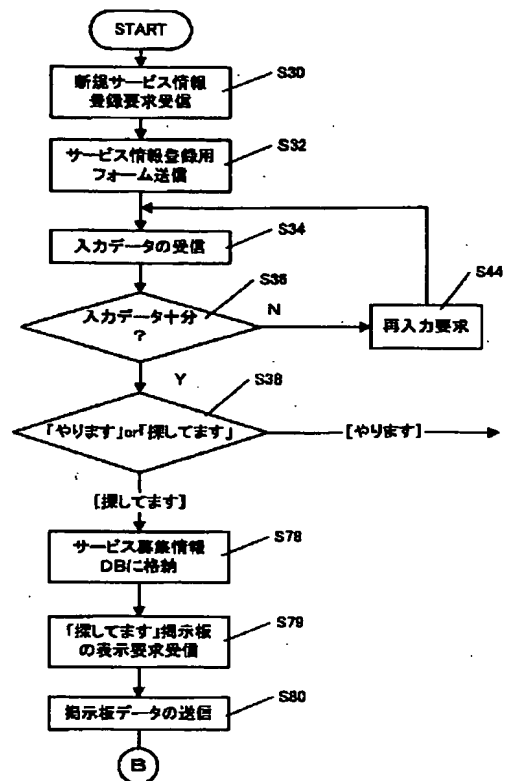 START
新規サービス情報
登録要求受信
S30
サービス情報登録用
フォーム送信
S32
入力データの受信
S34
入力データ十分
?
S36
N
再入力要求
S44
Y
「やります」or「探してます」
S38
[やります]
[探してます]
サービス募集情報
DBに格納
S78
「探してます」掲示板
の表示要求受信
S79
掲示板データの送信
S80
B